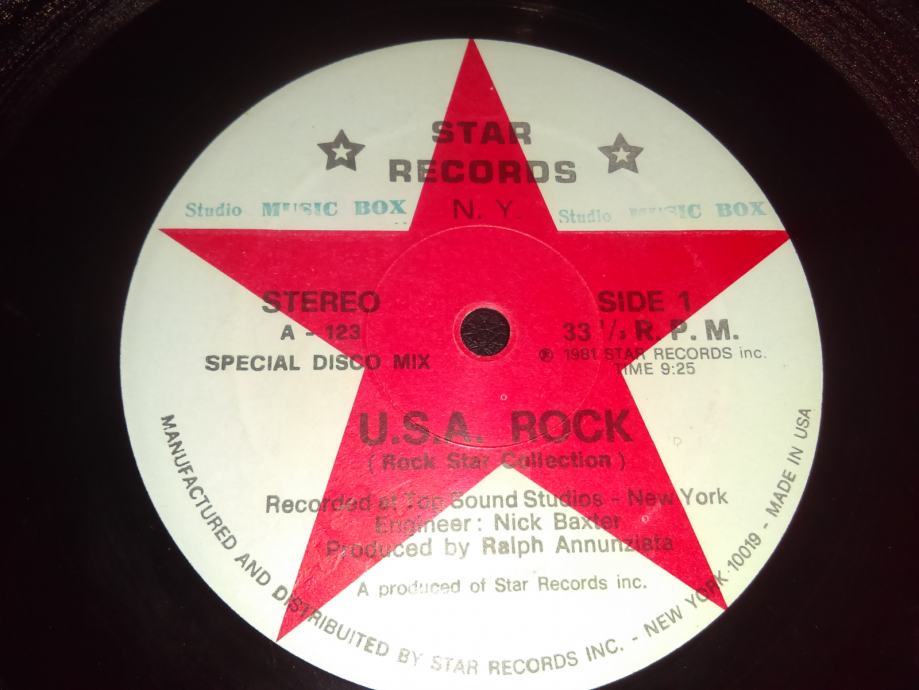 STAR
RECORDS
N. Y.
Studio MUSIC BOX
Studio MUSIC BOX
STEREO
A - 123
SPECIAL DISCO MIX
SIDE 1
33 1/3 R. P. M.
℗ 1981 STAR RECORDS inc.
TIME 9:25
U.S.A. ROCK
( Rock Star Collection )
Recorded at Top Sound Studios - New York
Engineer : Nick Baxter
Produced by Ralph Annunziata
A produced of Star Records inc.
MANUFACTURED AND DISTRIBUITED BY STAR RECORDS INC. - NEW YORK 10019 - MADE IN USA